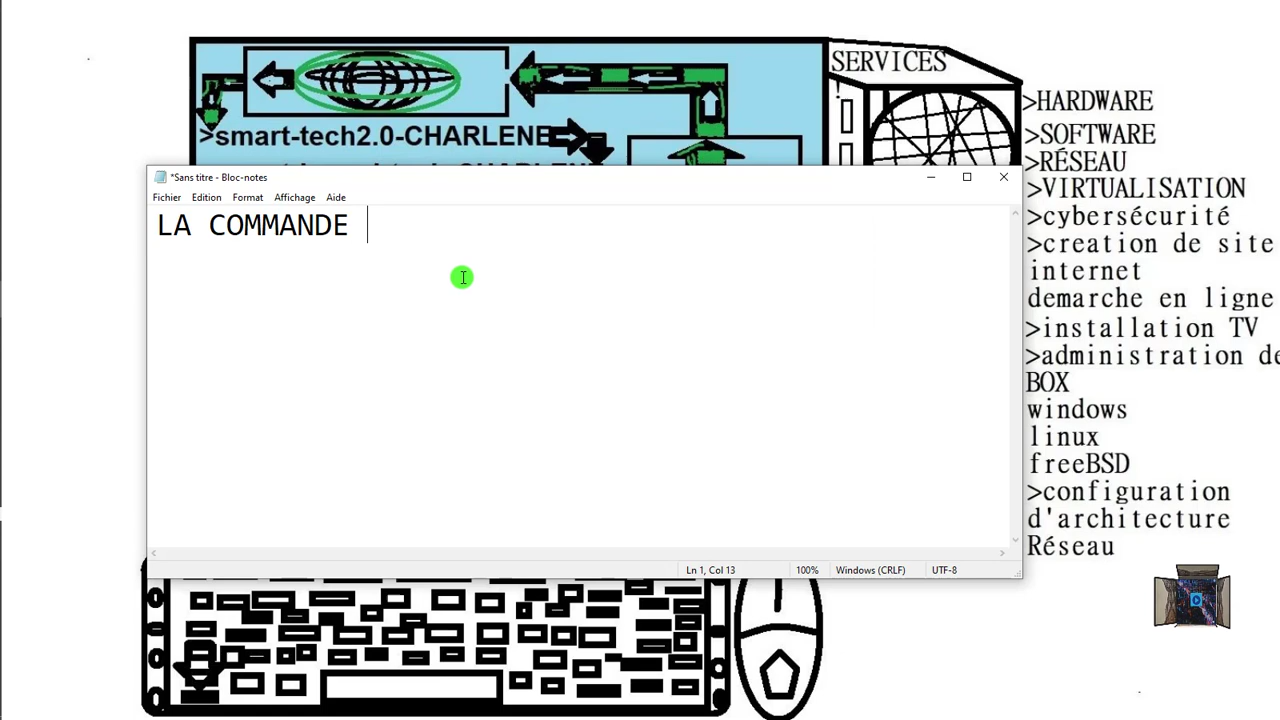 SERVICES
>HARDWARE
>smart-tech2.0-CHARLENE
>SOFTWARE
>RÉSEAU
*Sans titre - Bloc-notes
>VIRTUALISATION
Fichier Edition Format Affichage Aide
>cybersécurité
LA COMMANDE
>creation de site
internet
demarche en ligne
>installation TV
>administration de
BOX
windows
linux
freeBSD
>configuration
d'architecture
Réseau
Ln 1, Col 13 100% Windows (CRLF) UTF-8